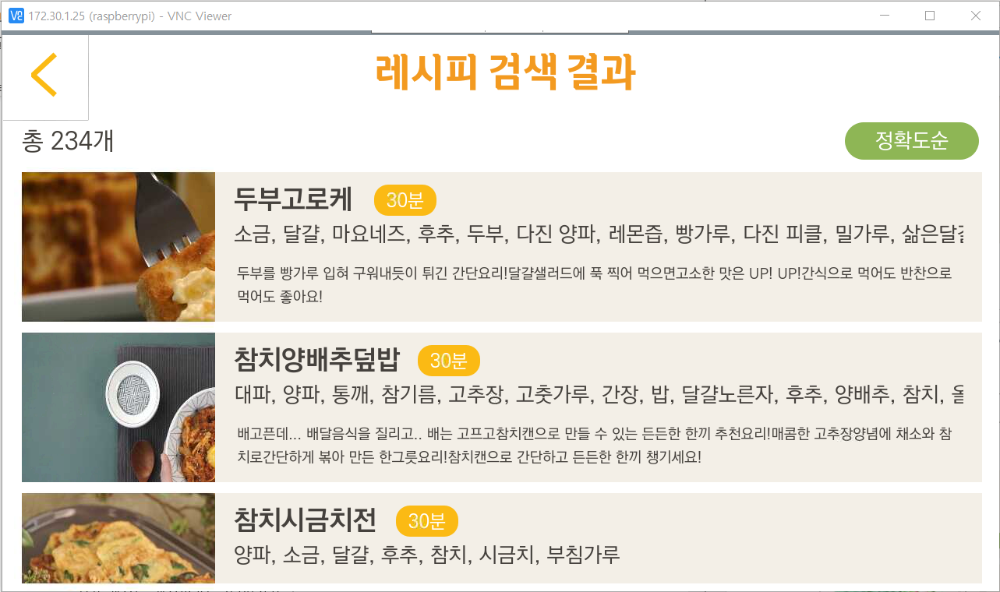 172.30.1.25 (raspberrypi) - VNC Viewer
레시피 검색 결과
총 234개
정확도순
두부고로케 30분
소금, 달걀, 마요네즈, 후추, 두부, 다진 양파, 레몬즙, 빵가루, 다진 피클, 밀가루, 삶은달걀
두부를 빵가루 입혀 구워내듯이 튀긴 간단요리!달걀샐러드에 푹 찍어 먹으면고소한 맛은 UP! UP!간식으로 먹어도 반찬으로
먹어도 좋아요!
참치양배추덮밥 30분
대파, 양파, 통깨, 참기름, 고추장, 고춧가루, 간장, 밥, 달걀노른자, 후추, 양배추, 참치,
배고픈데... 배달음식을 질리고.. 배는 고프고참치캔으로 만들 수 있는 든든한 한끼 추천요리!매콤한 고추장양념에 채소와 참
치로간단하게 볶아 만든 한그릇요리!참치캔으로 간단하고 든든한 한끼 챙기세요!
참치시금치전 30분
양파, 소금, 달걀, 후추, 참치, 시금치, 부침가루